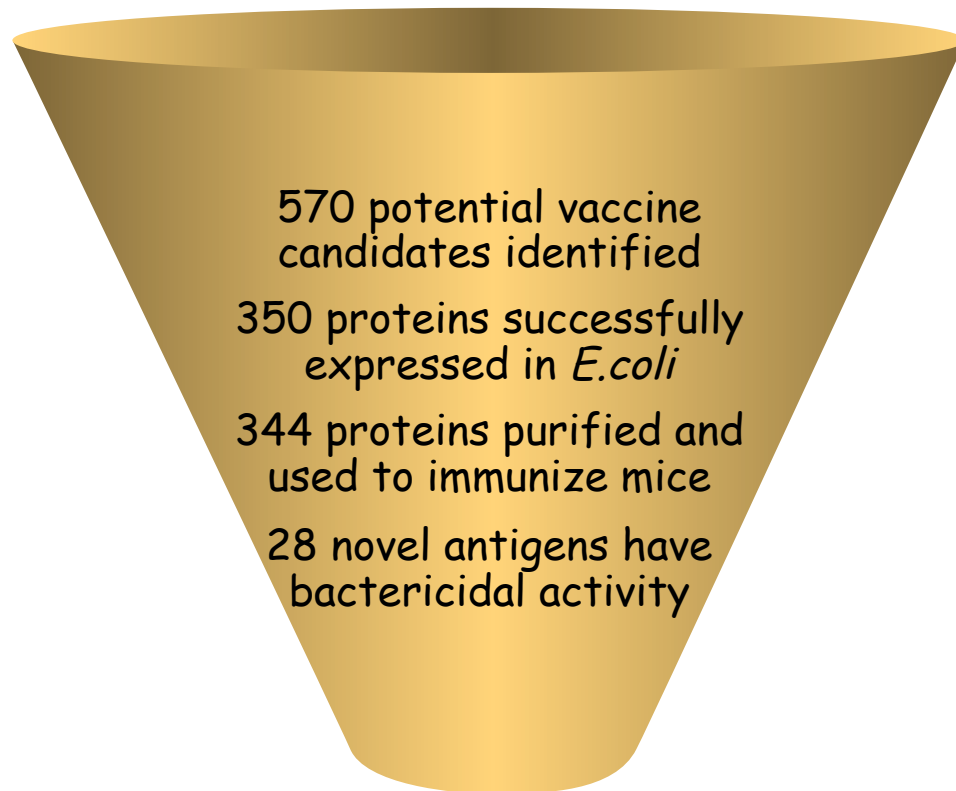 570 potential vaccine
candidates identified
350 proteins successfully
expressed in E.coli
344 proteins purified and
used to immunize mice
28 novel antigens have
bactericidal activity